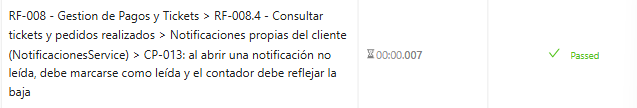 RF-008 - Gestion de Pagos y Tickets > RF-008.4 - Consultar
tickets y pedidos realizados > Notificaciones propias del cliente
(NotificacionesService) > CP-013: al abrir una notificación no
leída, debe marcarse como leída y el contador debe reflejar la
baja
00:00.007
Passed